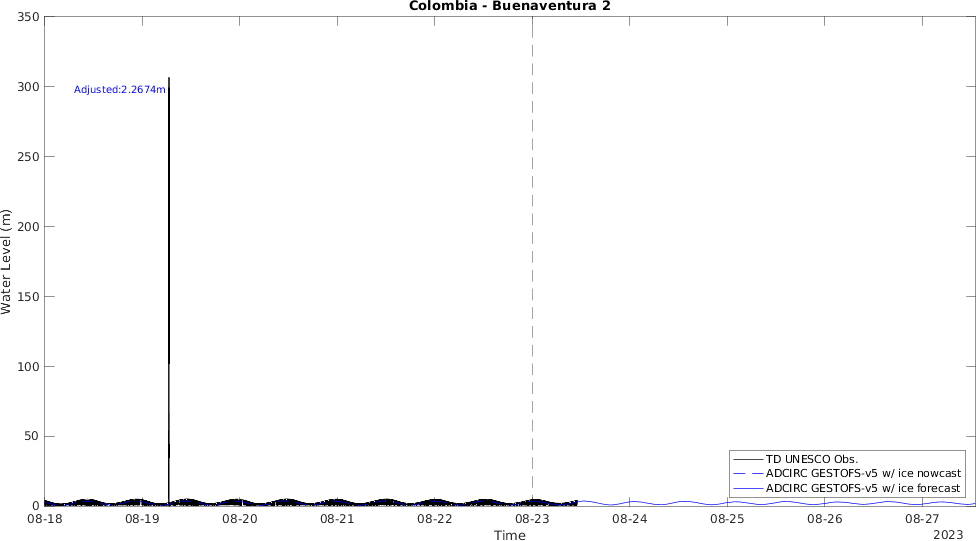 Colombia - Buenaventura 2
350
300
250
200
150
100
50
0
Water Level (m)
Adjusted:2.2674m
TD UNESCO Obs.
ADCIRC GESTOFS-v5 w/ ice nowcast
ADCIRC GESTOFS-v5 w/ ice forecast
08-18 08-19 08-20 08-21 08-22 08-23 08-24 08-25 08-26 08-27
Time
2023